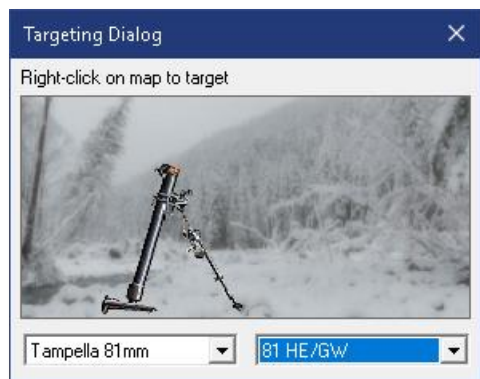 Targeting Dialog
Right-click on map to target
Tampella 81mm
81 HE/GW